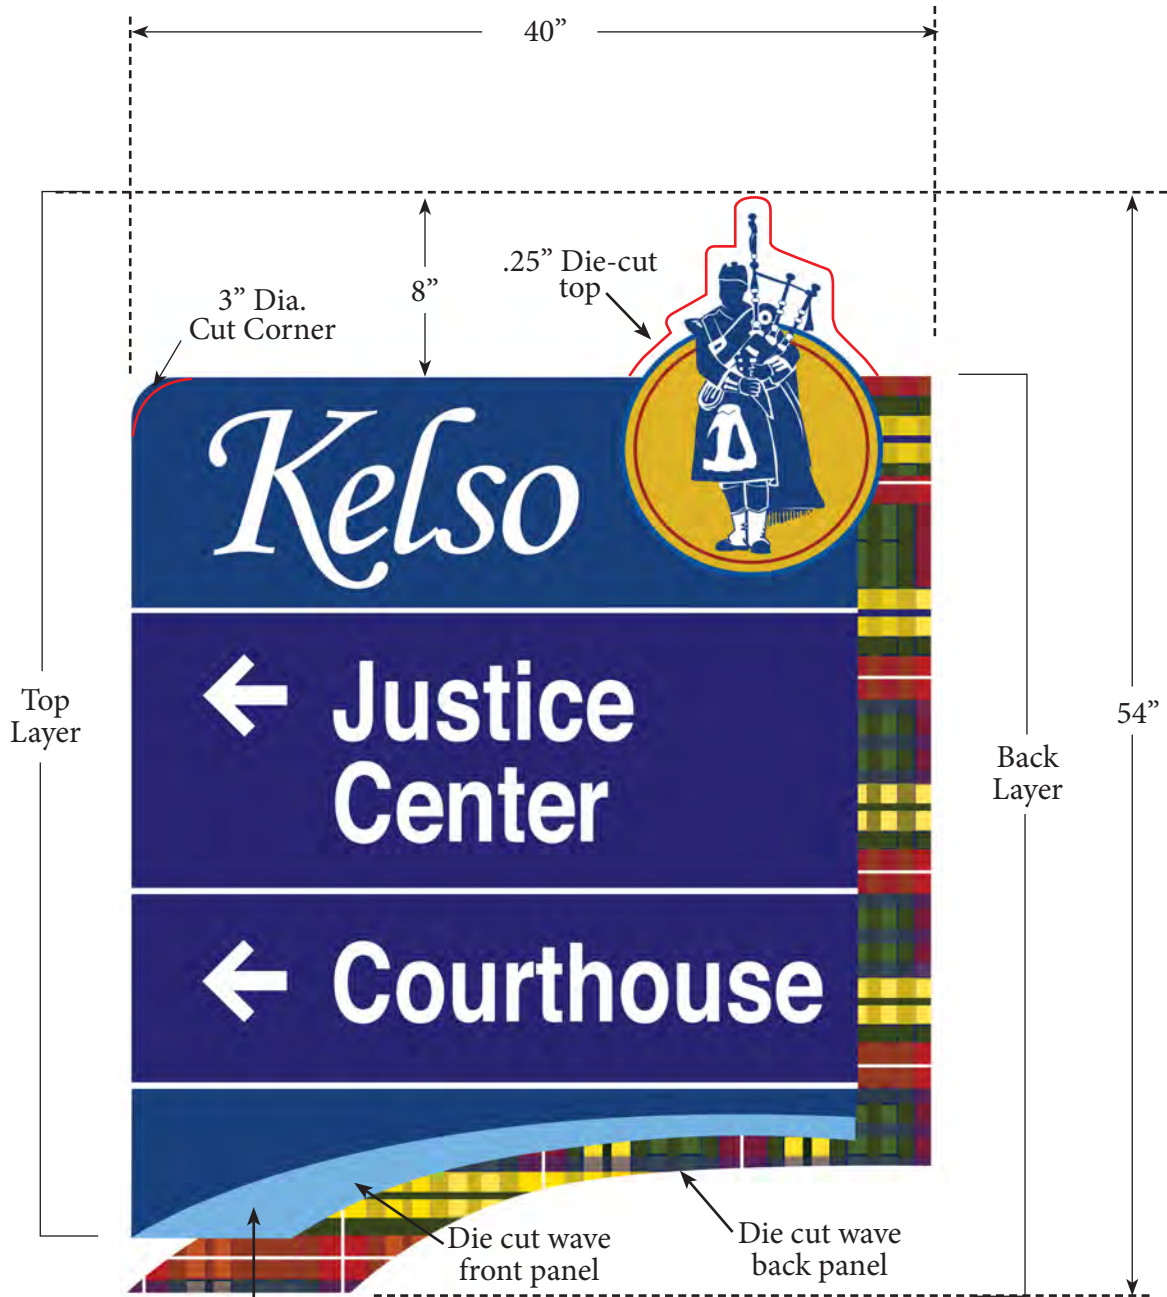 40”
8”
.25” Die-cut
top
3” Dia.
Cut Corner
Kelso
Justice
Center
Courthouse
Top
Layer
Back
Layer
54”
Die cut wave
front panel
Die cut wave
back panel